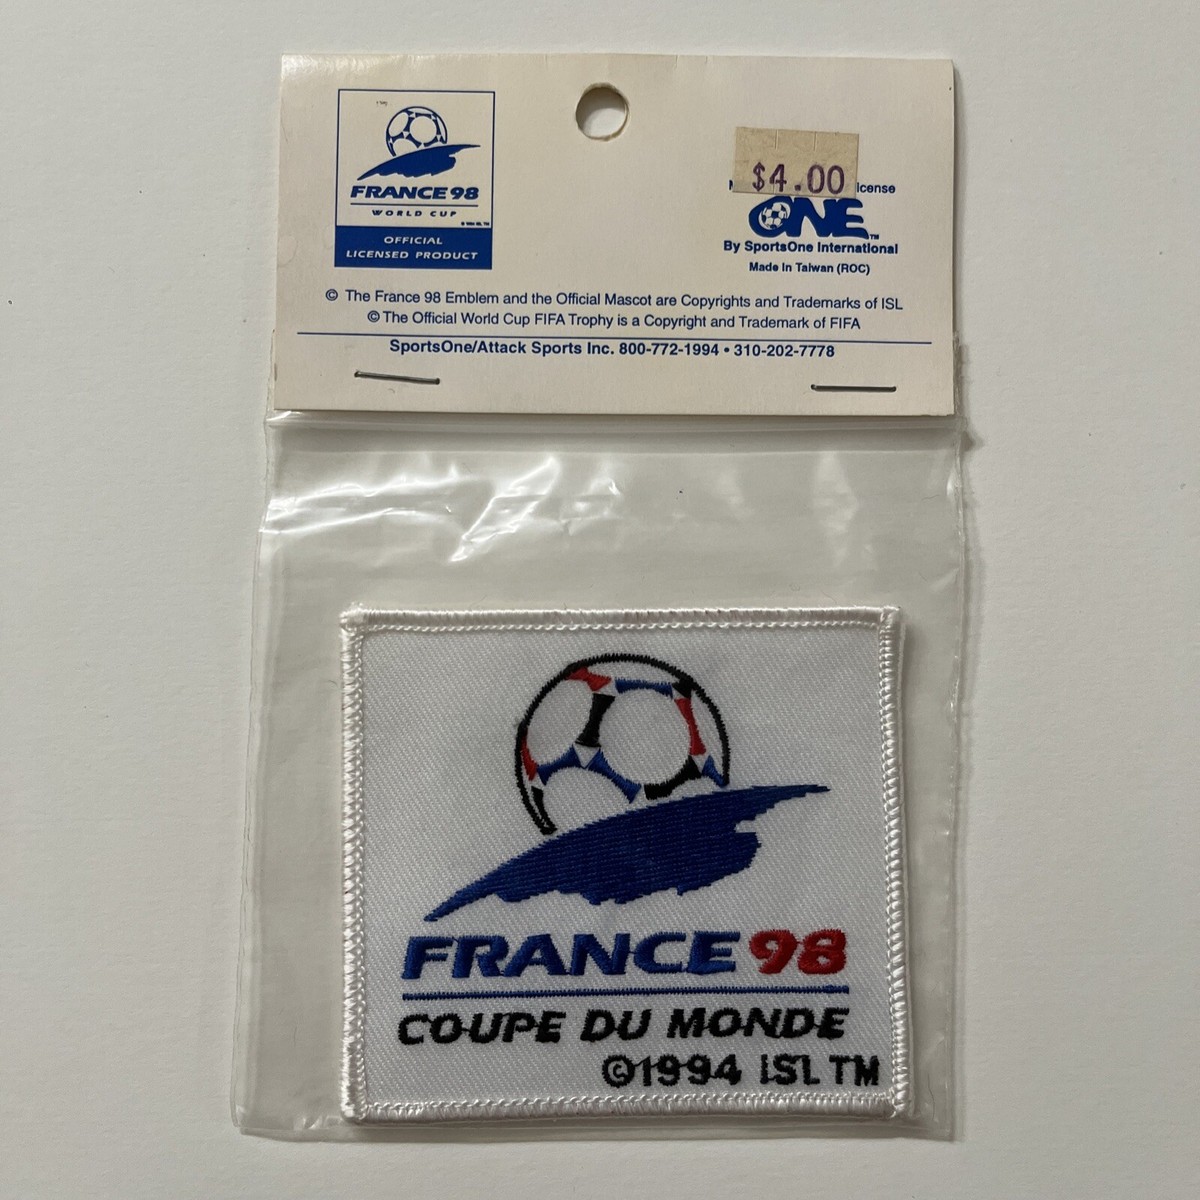 FRANCE 98
WORLD CUP
OFFICIAL
LICENSED PRODUCT
$4.00
icense
ONE TM
By SportsOne International
Made in Taiwan (ROC)
© The France 98 Emblem and the Official Mascot are Copyrights and Trademarks of ISL
© The Official World Cup FIFA Trophy is a Copyright and Trademark of FIFA
SportsOne/Attack Sports Inc. 800-772-1994 • 310-202-7778
FRANCE 98
COUPE DU MONDE
©1994 ISL TM